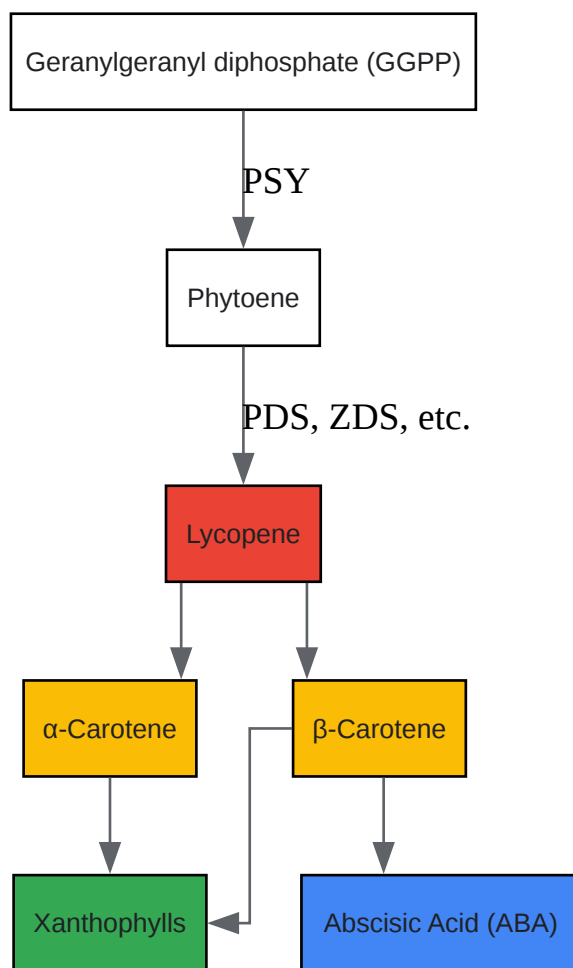 Geranylgeranyl diphosphate (GGPP)
PSY
Phytoene
PDS, ZDS, etc.
Lycopene
α-Carotene
β-Carotene
Xanthophylls
Abscisic Acid (ABA)